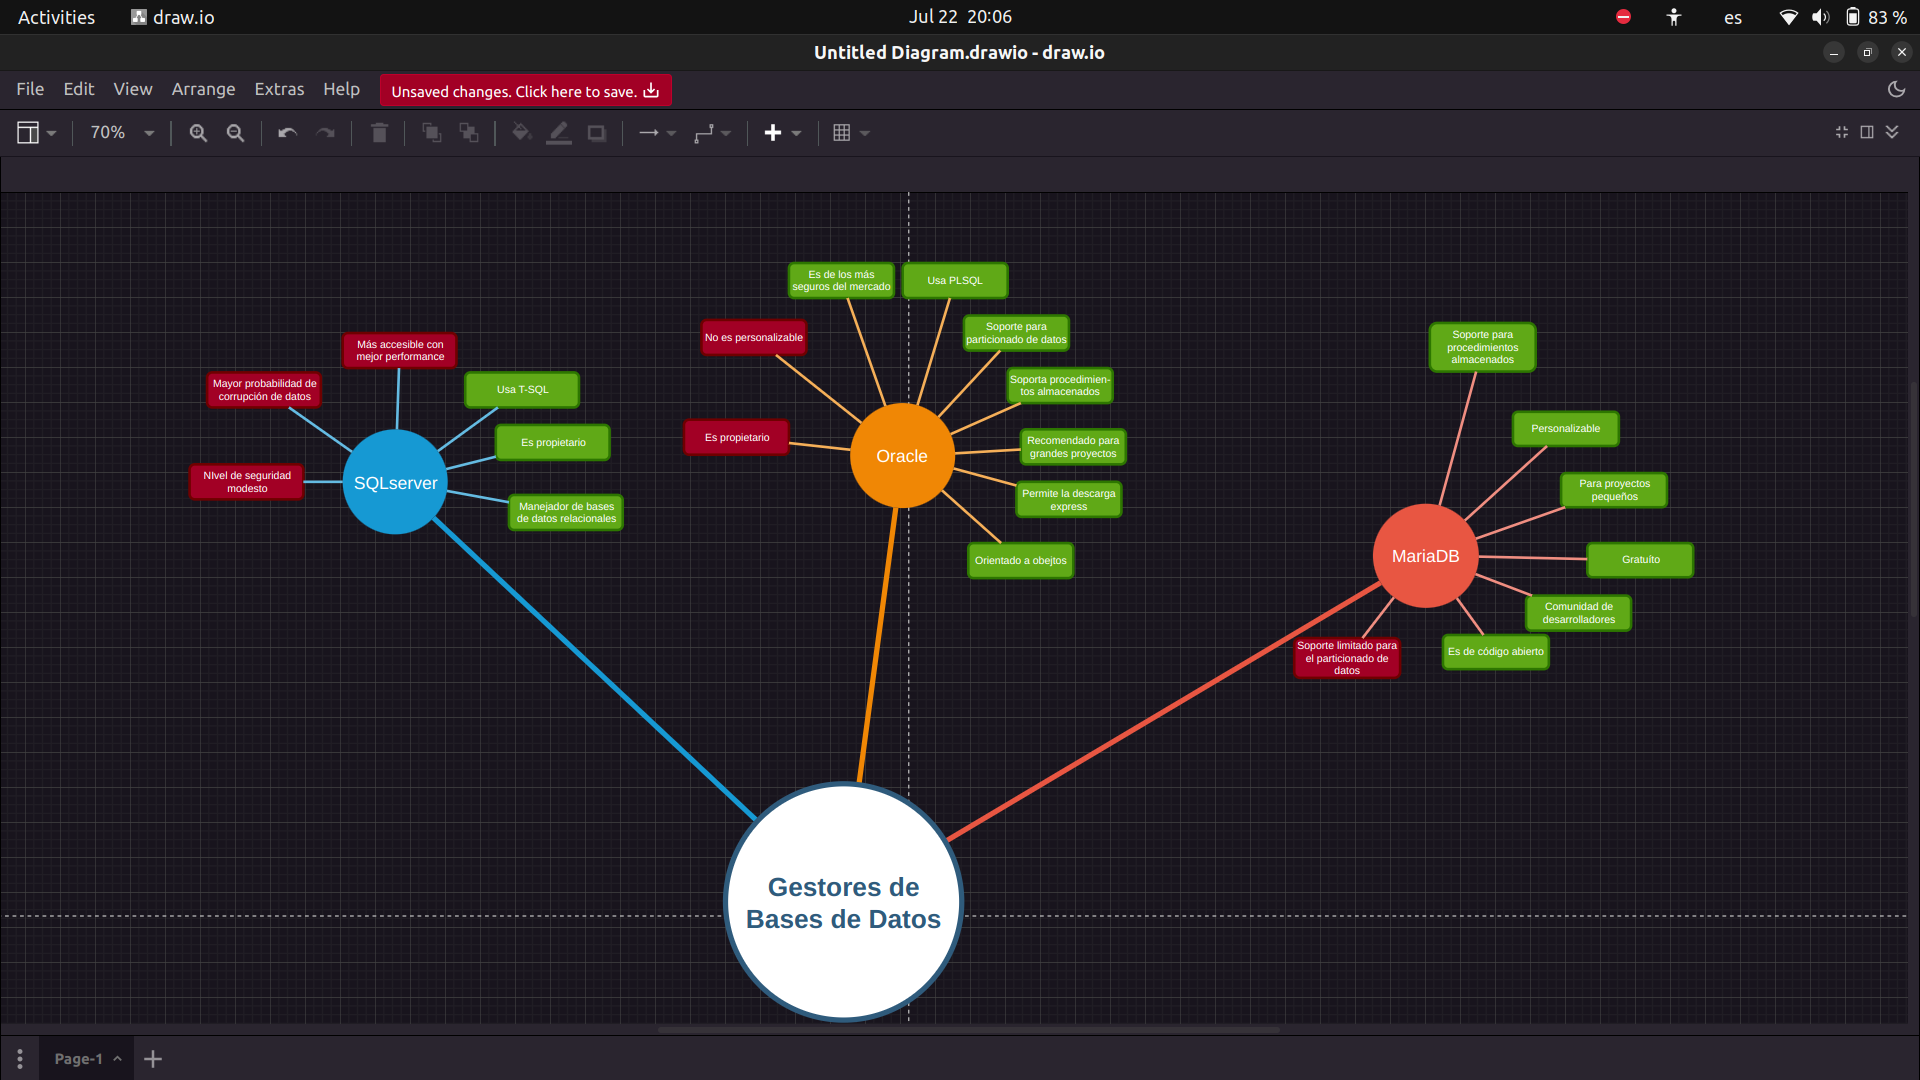 Activities
draw.io
Jul 22 20:06
es
83 %
Untitled Diagram.drawio - draw.io
File Edit View Arrange Extras Help
Unsaved changes. Click here to save.
70%
Más accesible con
mejor performance
Mayor probabilidad de
corrupción de datos
Usa T-SQL
Es propietario
NIvel de seguridad
modesto
SQLserver
Manejador de bases
de datos relacionales
Es de los más
seguros del mercado
Usa PLSQL
No es personalizable
Soporte para
particionado de datos
Soporta procedimien-
tos almacenados
Es propietario
Oracle
Recomendado para
grandes proyectos
Permite la descarga
express
Orientado a obejtos
Soporte para
procedimientos
almacenados
Personalizable
Para proyectos
pequeños
MariaDB
Gratuíto
Comunidad de
desarrolladores
Soporte limitado para
el particionado de
datos
Es de código abierto
Gestores de
Bases de Datos
Page-1